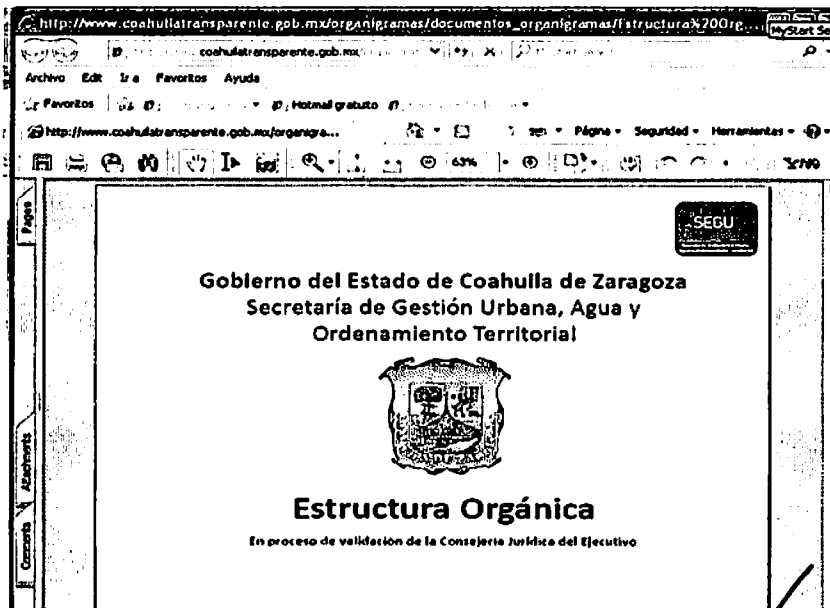 http://www.coahuilatransparente.gob.mx/organigramas/documentos_organigramas/Estructura%20Org...
MyStart Se
coahuilatransparente.gob.mx
Archivo Edit Ir a Favoritos Ayuda
Favoritos Hotmail gratuito
http://www.coahuilatransparente.gob.mx/organigra... Página Seguridad Herramientas
63%
Pages
SEGU
Gobierno del Estado de Coahuila de Zaragoza
Secretaría de Gestión Urbana, Agua y
Ordenamiento Territorial
Attachments
Estructura Orgánica
En proceso de validación de la Consejería Jurídica del Ejecutivo
Comments